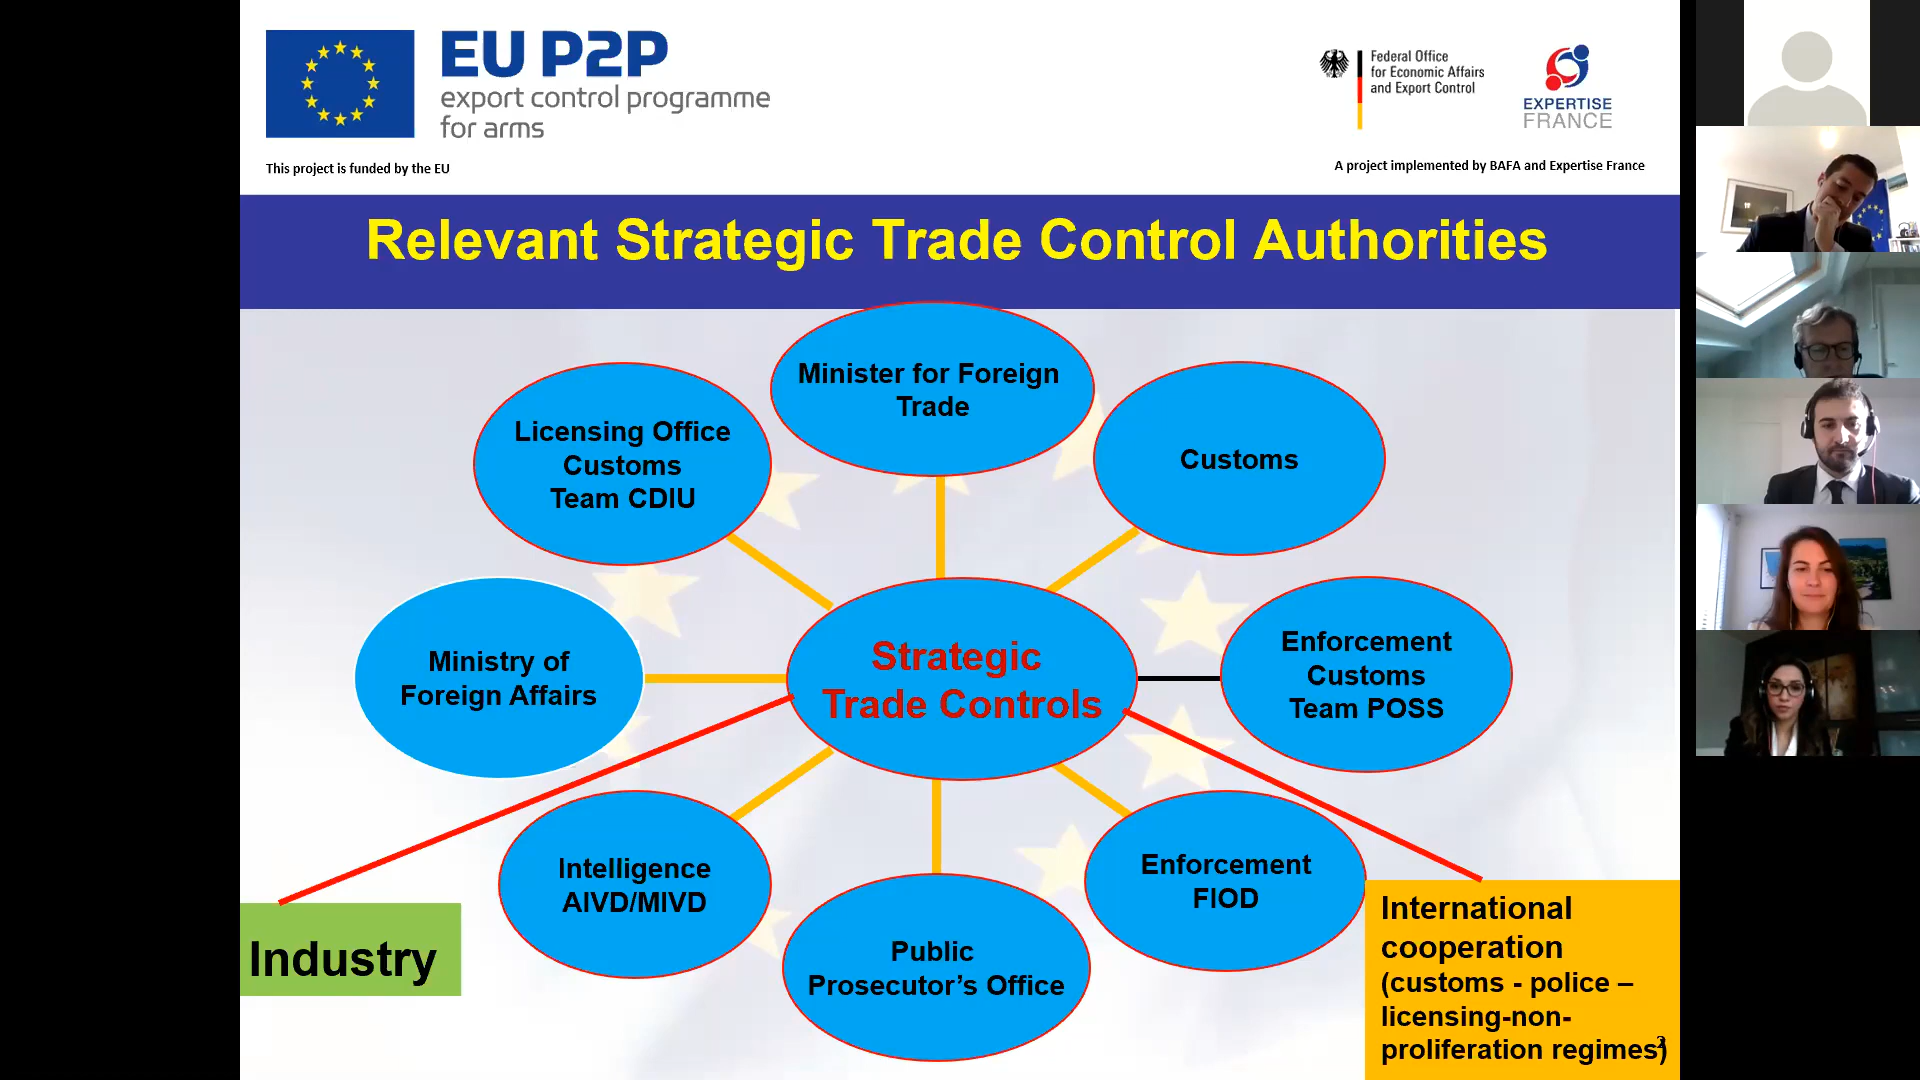 EU P2P
export control programme
for arms
This project is funded by the EU
Federal Office
for Economic Affairs
and Export Control
EXPERTISE
FRANCE
A project implemented by BAFA and Expertise France
Relevant Strategic Trade Control Authorities
Minister for Foreign
Trade
Licensing Office
Customs
Team CDIU
Customs
Ministry of
Foreign Affairs
Strategic
Trade Controls
Enforcement
Customs
Team POSS
Intelligence
AIVD/MIVD
Public
Prosecutor’s Office
Enforcement
FIOD
Industry
International
cooperation
(customs - police –
licensing-non-
proliferation regimes)
2